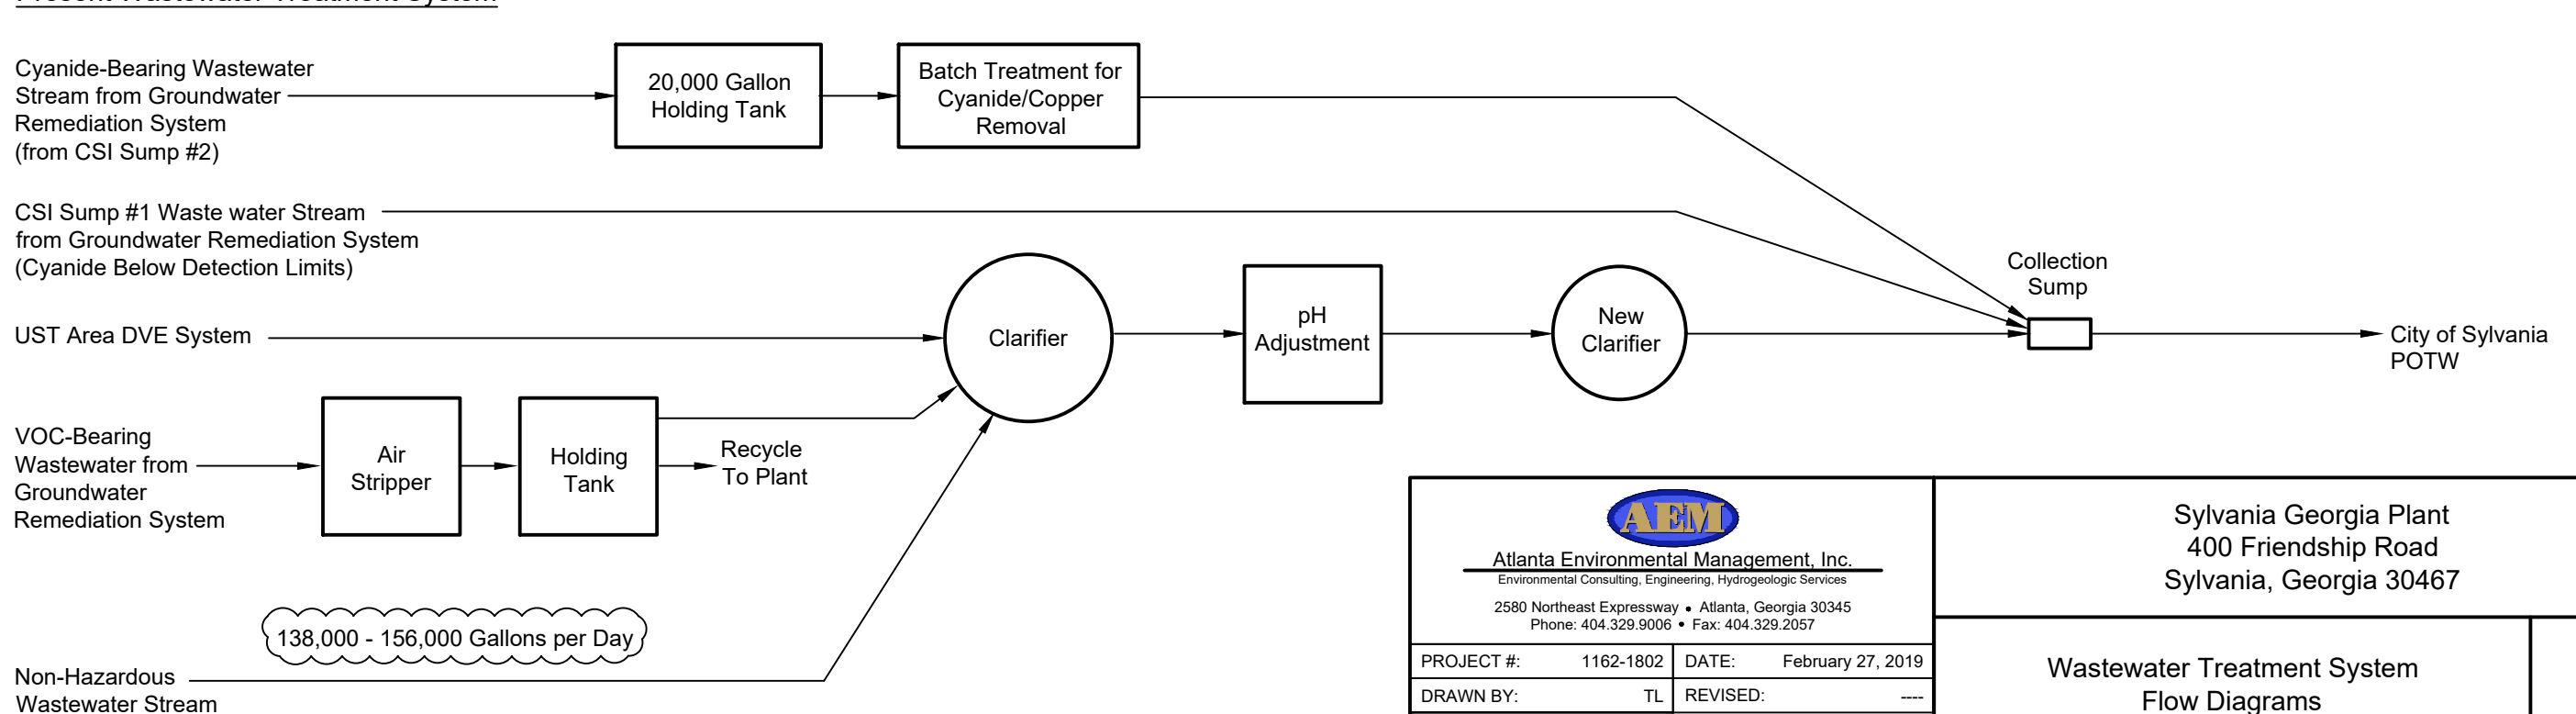 Present Wastewater Treatment System
Cyanide-Bearing Wastewater
Stream from Groundwater
Remediation System
(from CSI Sump #2)
20,000 Gallon
Holding Tank
Batch Treatment for
Cyanide/Copper
Removal
CSI Sump #1 Waste water Stream
from Groundwater Remediation System
(Cyanide Below Detection Limits)
UST Area DVE System
Clarifier
pH
Adjustment
New
Clarifier
Collection
Sump
City of Sylvania
POTW
VOC-Bearing
Wastewater from
Groundwater
Remediation System
Air
Stripper
Holding
Tank
Recycle
To Plant
138,000 - 156,000 Gallons per Day
Non-Hazardous
Wastewater Stream
AEM
Atlanta Environmental Management, Inc.
Environmental Consulting, Engineering, Hydrogeologic Services
2580 Northeast Expressway • Atlanta, Georgia 30345
Phone: 404.329.9006 • Fax: 404.329.2057
PROJECT #: 1162-1802 DATE: February 27, 2019
DRAWN BY: TL REVISED: ----
Sylvania Georgia Plant
400 Friendship Road
Sylvania, Georgia 30467
Wastewater Treatment System
Flow Diagrams